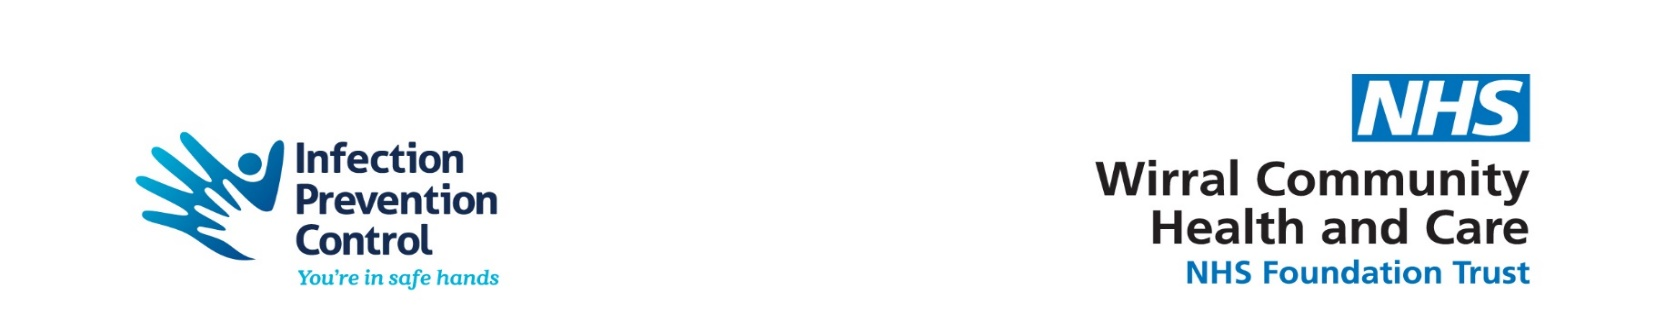 Infection
Prevention
Control
You're in safe hands
NHS
Wirral Community
Health and Care
NHS Foundation Trust